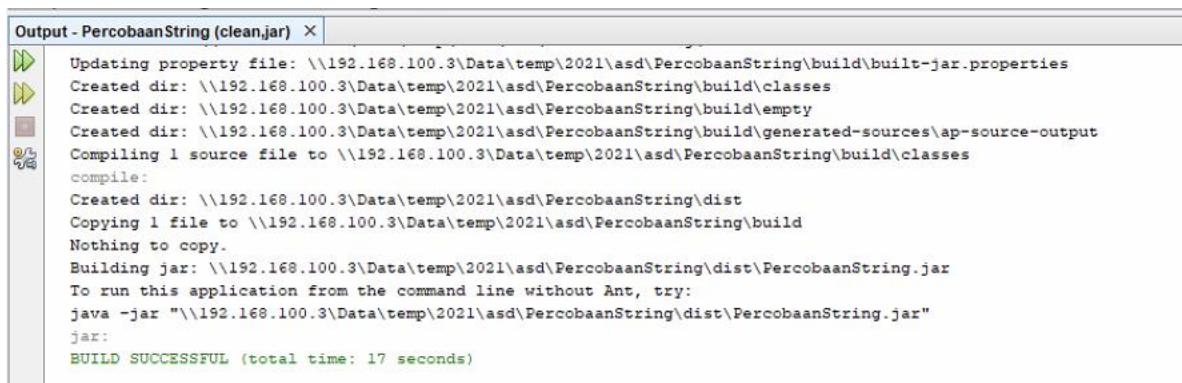 Output - PercobaanString (clean,jar) ×
Updating property file: \\192.168.100.3\Data\temp\2021\asd\PercobaanString\build\built-jar.properties
Created dir: \\192.168.100.3\Data\temp\2021\asd\PercobaanString\build\classes
Created dir: \\192.168.100.3\Data\temp\2021\asd\PercobaanString\build\empty
Created dir: \\192.168.100.3\Data\temp\2021\asd\PercobaanString\build\generated-sources\ap-source-output
Compiling 1 source file to \\192.168.100.3\Data\temp\2021\asd\PercobaanString\build\classes
compile:
Created dir: \\192.168.100.3\Data\temp\2021\asd\PercobaanString\dist
Copying 1 file to \\192.168.100.3\Data\temp\2021\asd\PercobaanString\build
Nothing to copy.
Building jar: \\192.168.100.3\Data\temp\2021\asd\PercobaanString\dist\PercobaanString.jar
To run this application from the command line without Ant, try:
java -jar "\\192.168.100.3\Data\temp\2021\asd\PercobaanString\dist\PercobaanString.jar"
jar:
BUILD SUCCESSFUL (total time: 17 seconds)